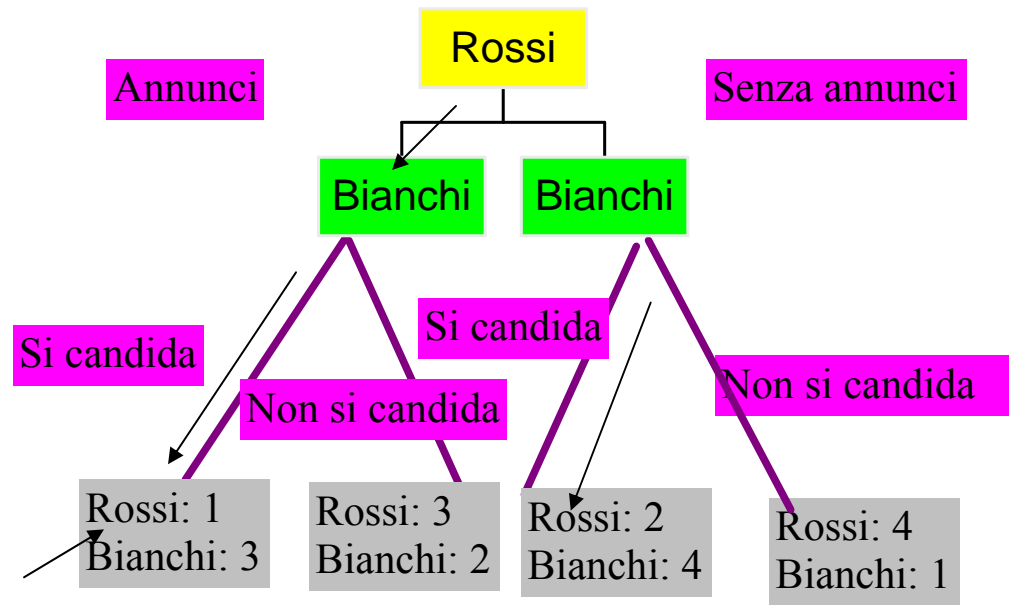 Rossi
Annunci
Senza annunci
Bianchi
Bianchi
Si candida
Non si candida
Si candida
Non si candida
Rossi: 1
Bianchi: 3
Rossi: 3
Bianchi: 2
Rossi: 2
Bianchi: 4
Rossi: 4
Bianchi: 1